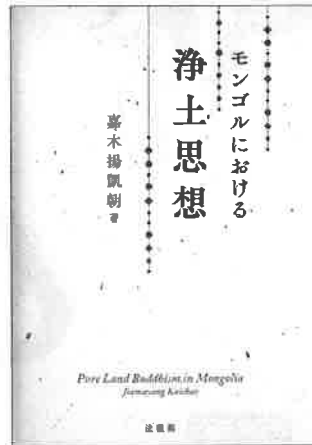 モンゴルにおける
浄土思想
嘉木揚凱朝 著
Pure Land Buddhism in Mongolia
Jiamuyang Kaichao
法藏館